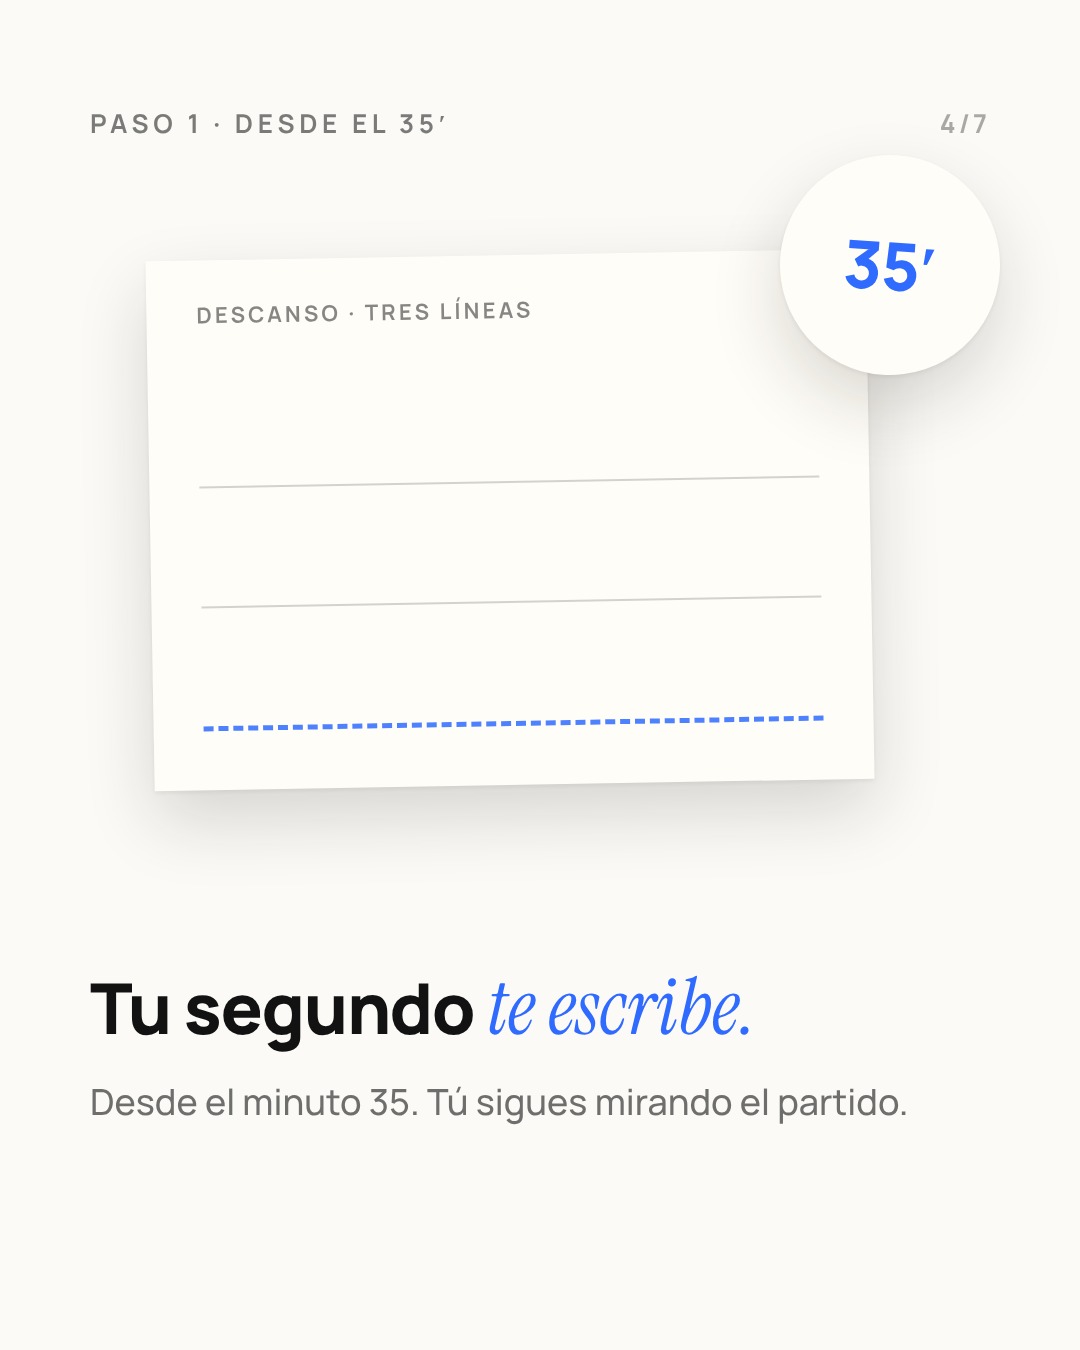 PASO 1 · DESDE EL 35′
4/7
35′
DESCANSO · TRES LÍNEAS
Tu segundo te escribe.
Desde el minuto 35. Tú sigues mirando el partido.